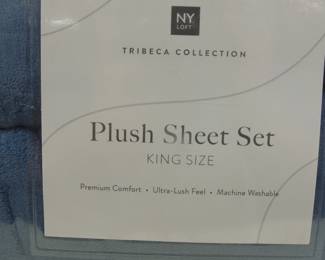 NY
LOFT
TRIBECA COLLECTION
Plush Sheet Set
KING SIZE
Premium Comfort • Ultra-Lush Feel • Machine Washable